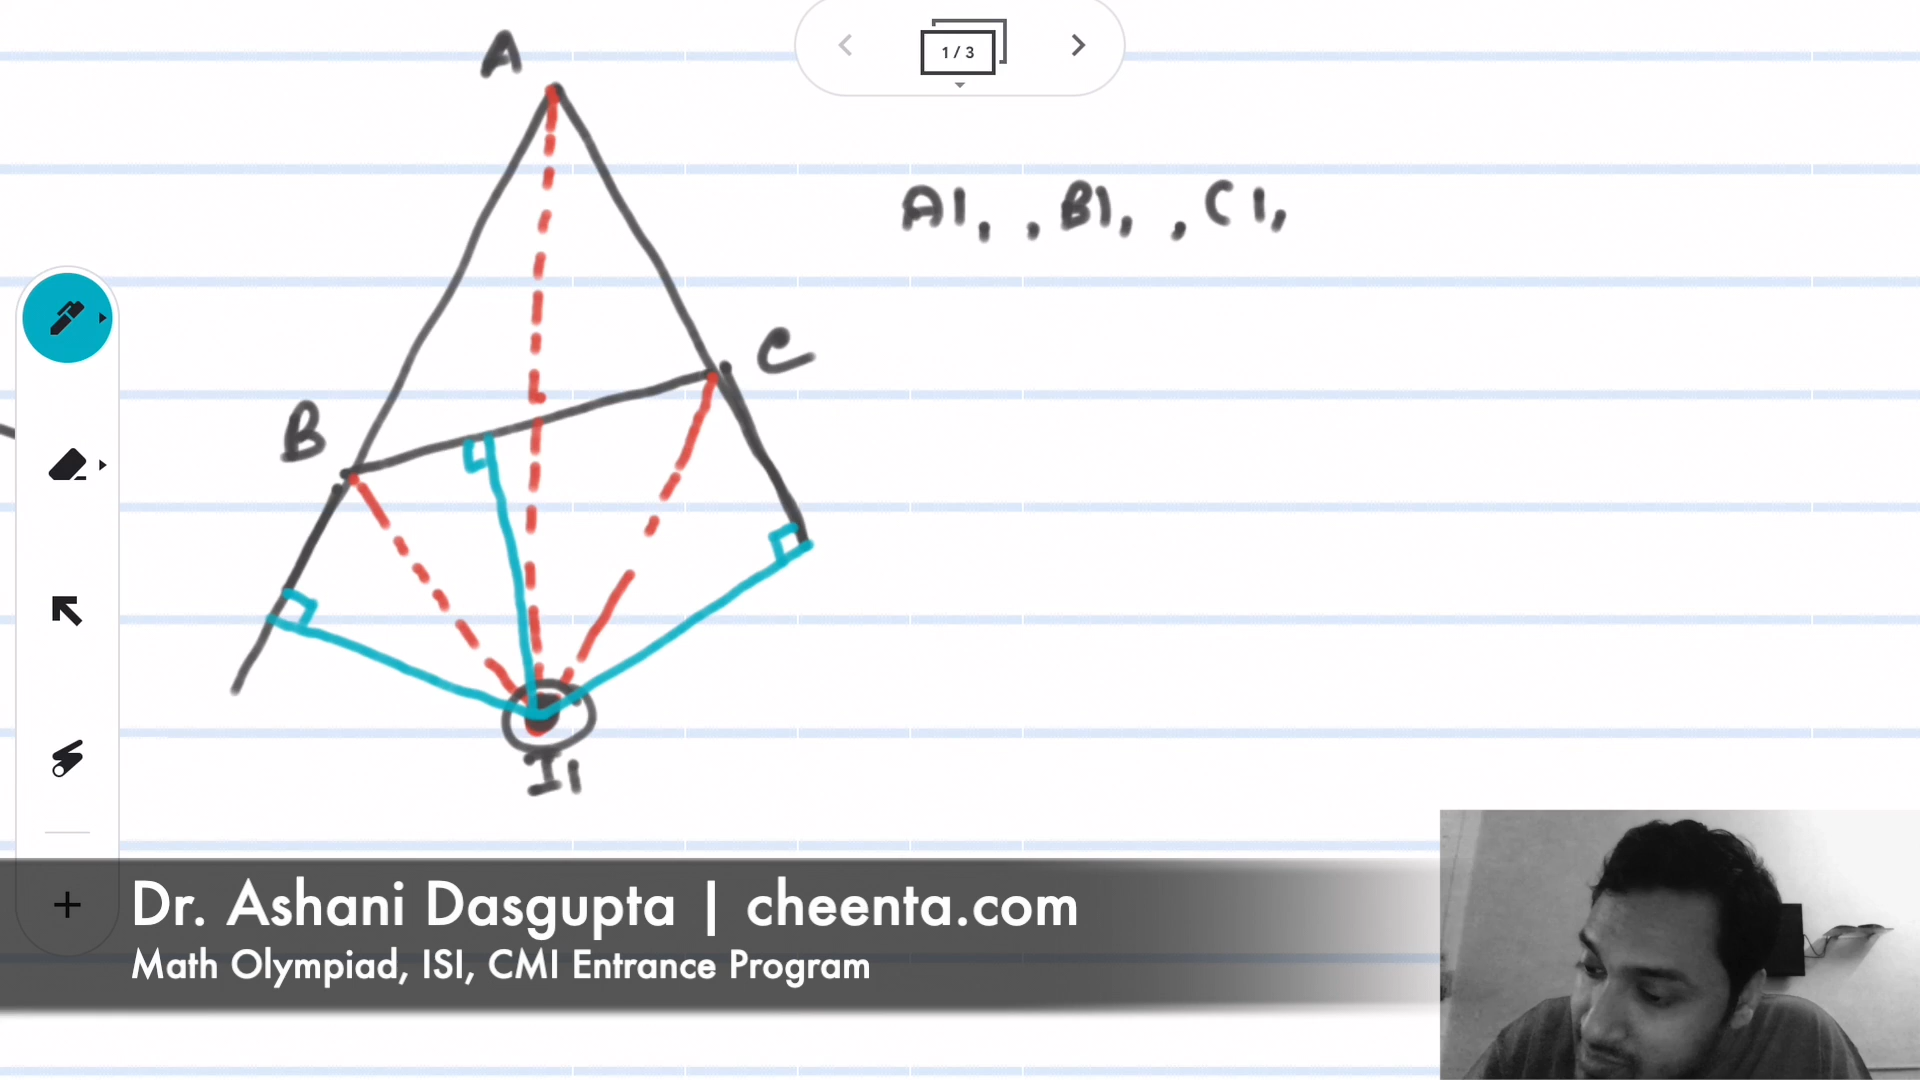 1 / 3
A
AI, , BI, , CI,
C
B
I1
Dr. Ashani Dasgupta | cheenta.com
Math Olympiad, ISI, CMI Entrance Program